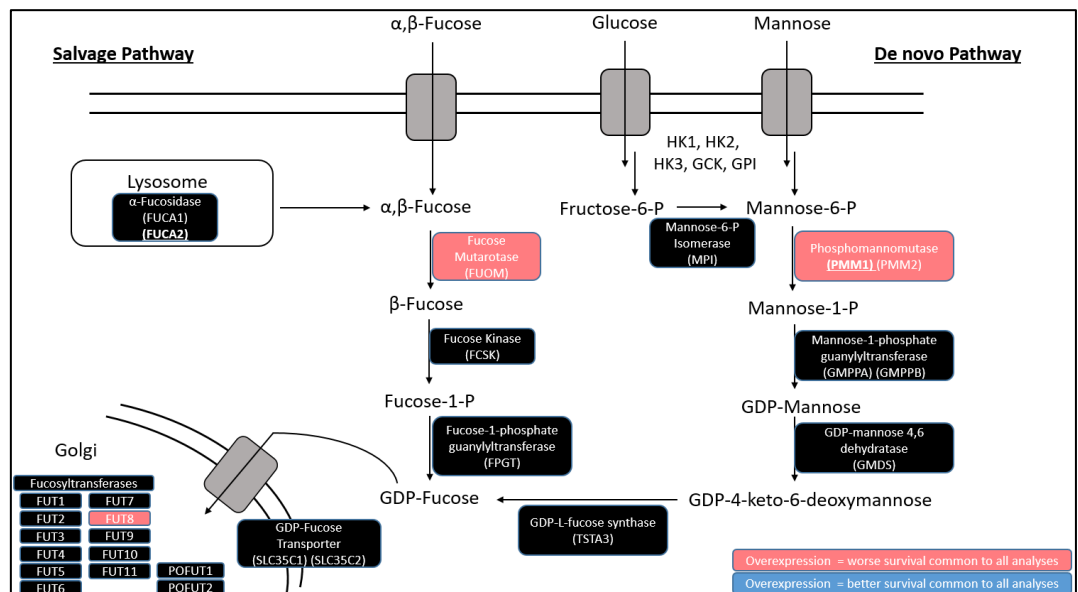 α,β-Fucose
Glucose
Mannose
Salvage Pathway
De novo Pathway
HK1, HK2,
HK3, GCK, GPI
Lysosome
α-Fucosidase
(FUCA1)
(FUCA2)
α,β-Fucose
Fructose-6-P
Mannose-6-P
Mannose-6-P
Isomerase
(MPI)
Fucose
Mutarotase
(FUOM)
Phosphomannomutase
(PMM1) (PMM2)
β-Fucose
Mannose-1-P
Fucose Kinase
(FCSK)
Mannose-1-phosphate
guanylyltransferase
(GMPPA) (GMPPB)
Fucose-1-P
GDP-Mannose
Fucose-1-phosphate
guanylyltransferase
(FPGT)
GDP-mannose 4,6
dehydratase
(GMDS)
GDP-Fucose
GDP-4-keto-6-deoxymannose
GDP-L-fucose synthase
(TSTA3)
GDP-Fucose
Transporter
(SLC35C1) (SLC35C2)
Golgi
Fucosyltransferases
FUT1
FUT7
FUT2
FUT8
FUT3
FUT9
FUT4
FUT10
FUT5
FUT11
POFUT1
FUT6
POFUT2
Overexpression = worse survival common to all analyses
Overexpression = better survival common to all analyses